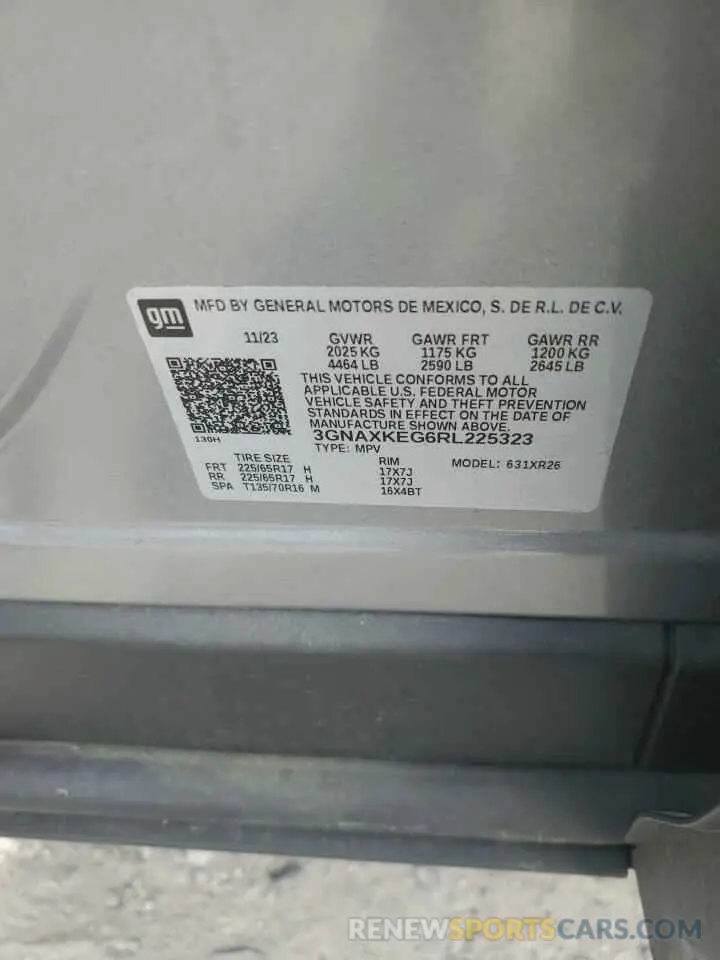 gm MFD BY GENERAL MOTORS DE MEXICO, S. DE R.L. DE C.V.
11/23 GVWR GAWR FRT GAWR RR
2025 KG 1175 KG 1200 KG
4464 LB 2590 LB 2645 LB
THIS VEHICLE CONFORMS TO ALL
APPLICABLE U.S. FEDERAL MOTOR
VEHICLE SAFETY AND THEFT PREVENTION
STANDARDS IN EFFECT ON THE DATE OF
MANUFACTURE SHOWN ABOVE.
130H 3GNAXKEG6RL225323
TYPE: MPV
TIRE SIZE RIM MODEL: 631XR26
FRT 225/65R17 H 17X7J
RR 225/65R17 H 17X7J
SPA T135/70R16 M 16X4BT
RENEWSPORTSCARS.COM